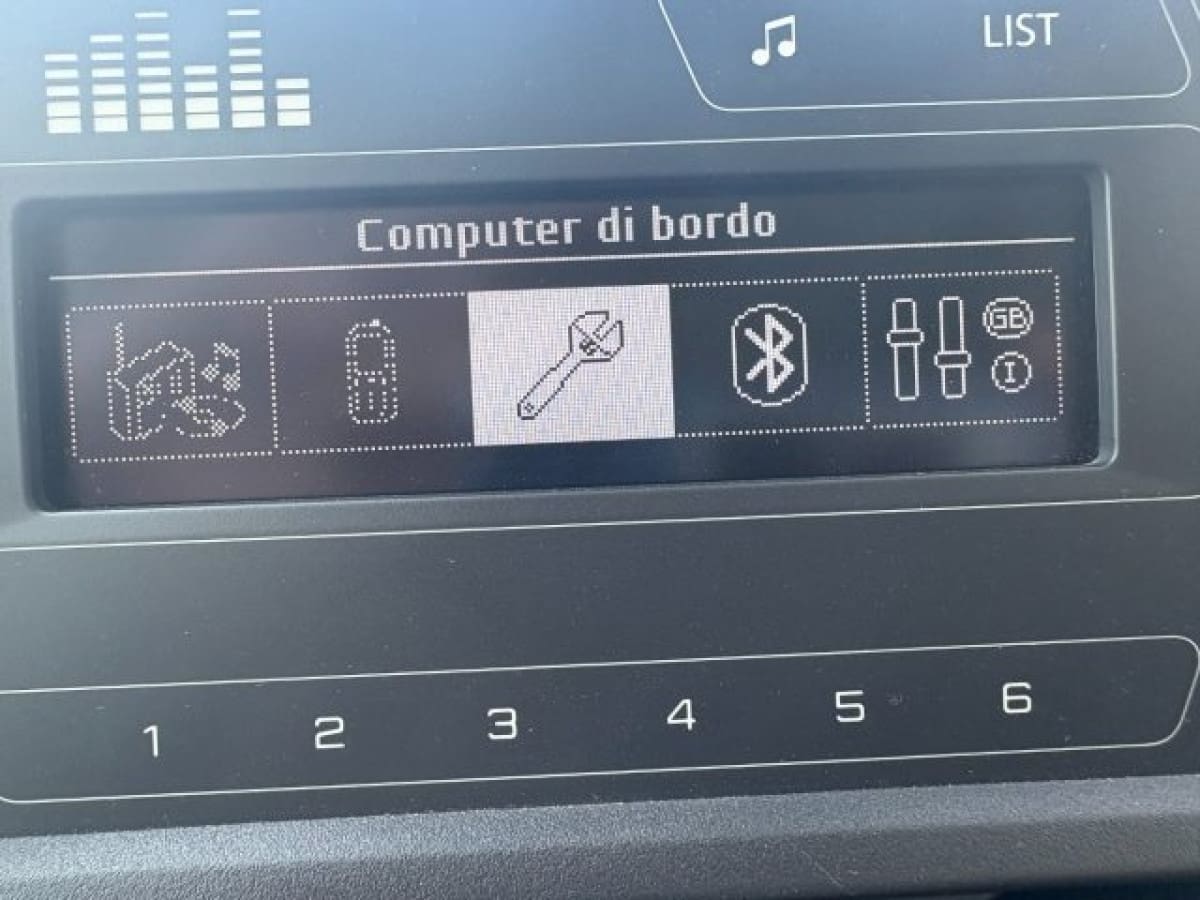 LIST
Computer di bordo
GB
I
1 2 3 4 5 6